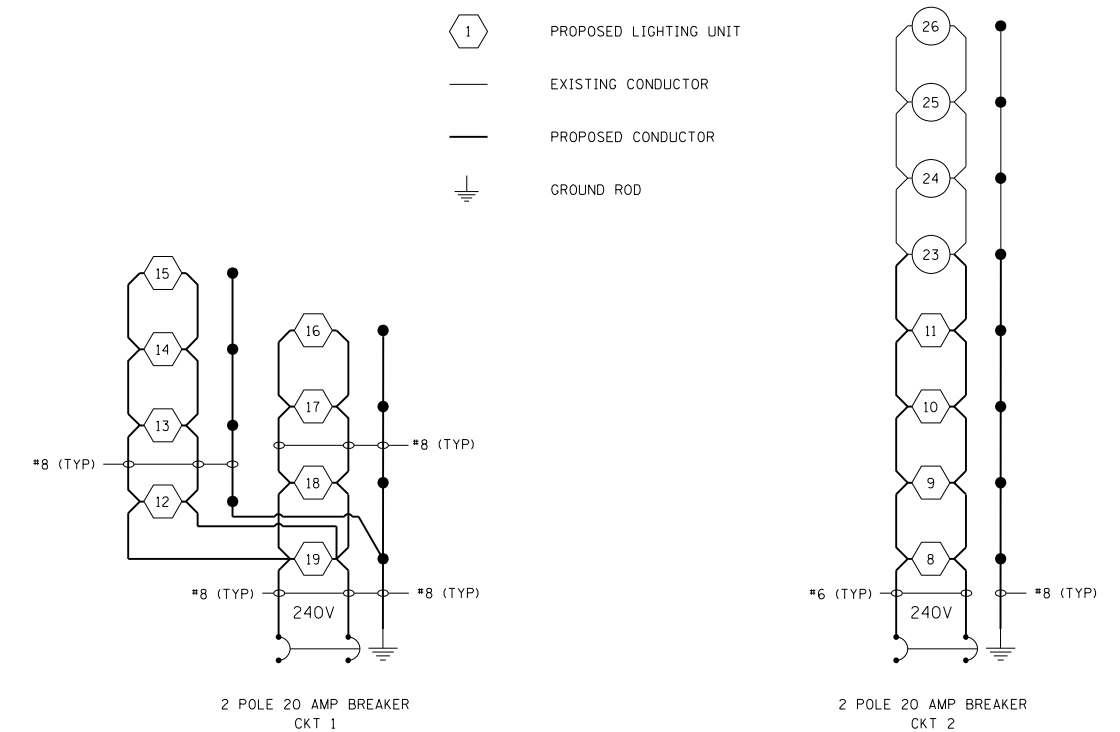 1 PROPOSED LIGHTING UNIT
EXISTING CONDUCTOR
PROPOSED CONDUCTOR
GROUND ROD
15
14
13
#8 (TYP)
12
16
17
#8 (TYP)
18
19
#8 (TYP)
#8 (TYP)
240V
2 POLE 20 AMP BREAKER
CKT 1
26
25
24
23
11
10
9
8
#6 (TYP)
#8 (TYP)
240V
2 POLE 20 AMP BREAKER
CKT 2